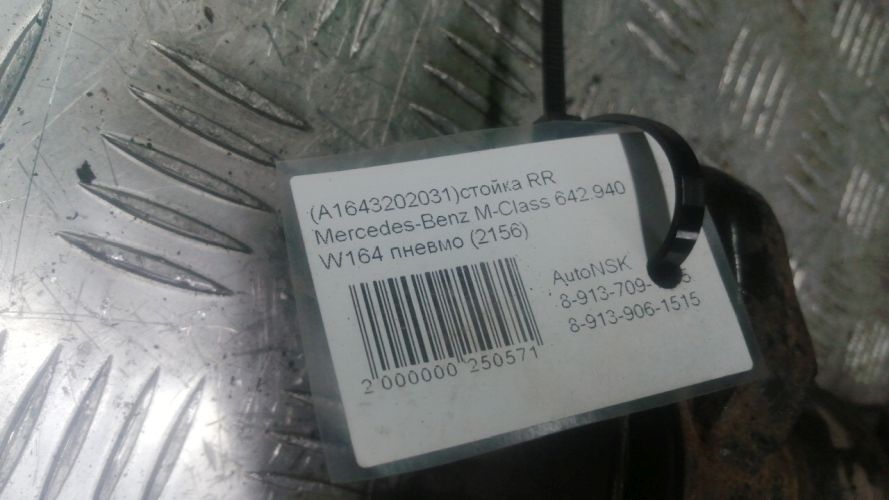 (A1643202031)стойка RR
Mercedes-Benz M-Class 642.940
W164 пневмо (2156)
AutoNSK
8-913-709-
8-913-906-1515
2 000000 250571